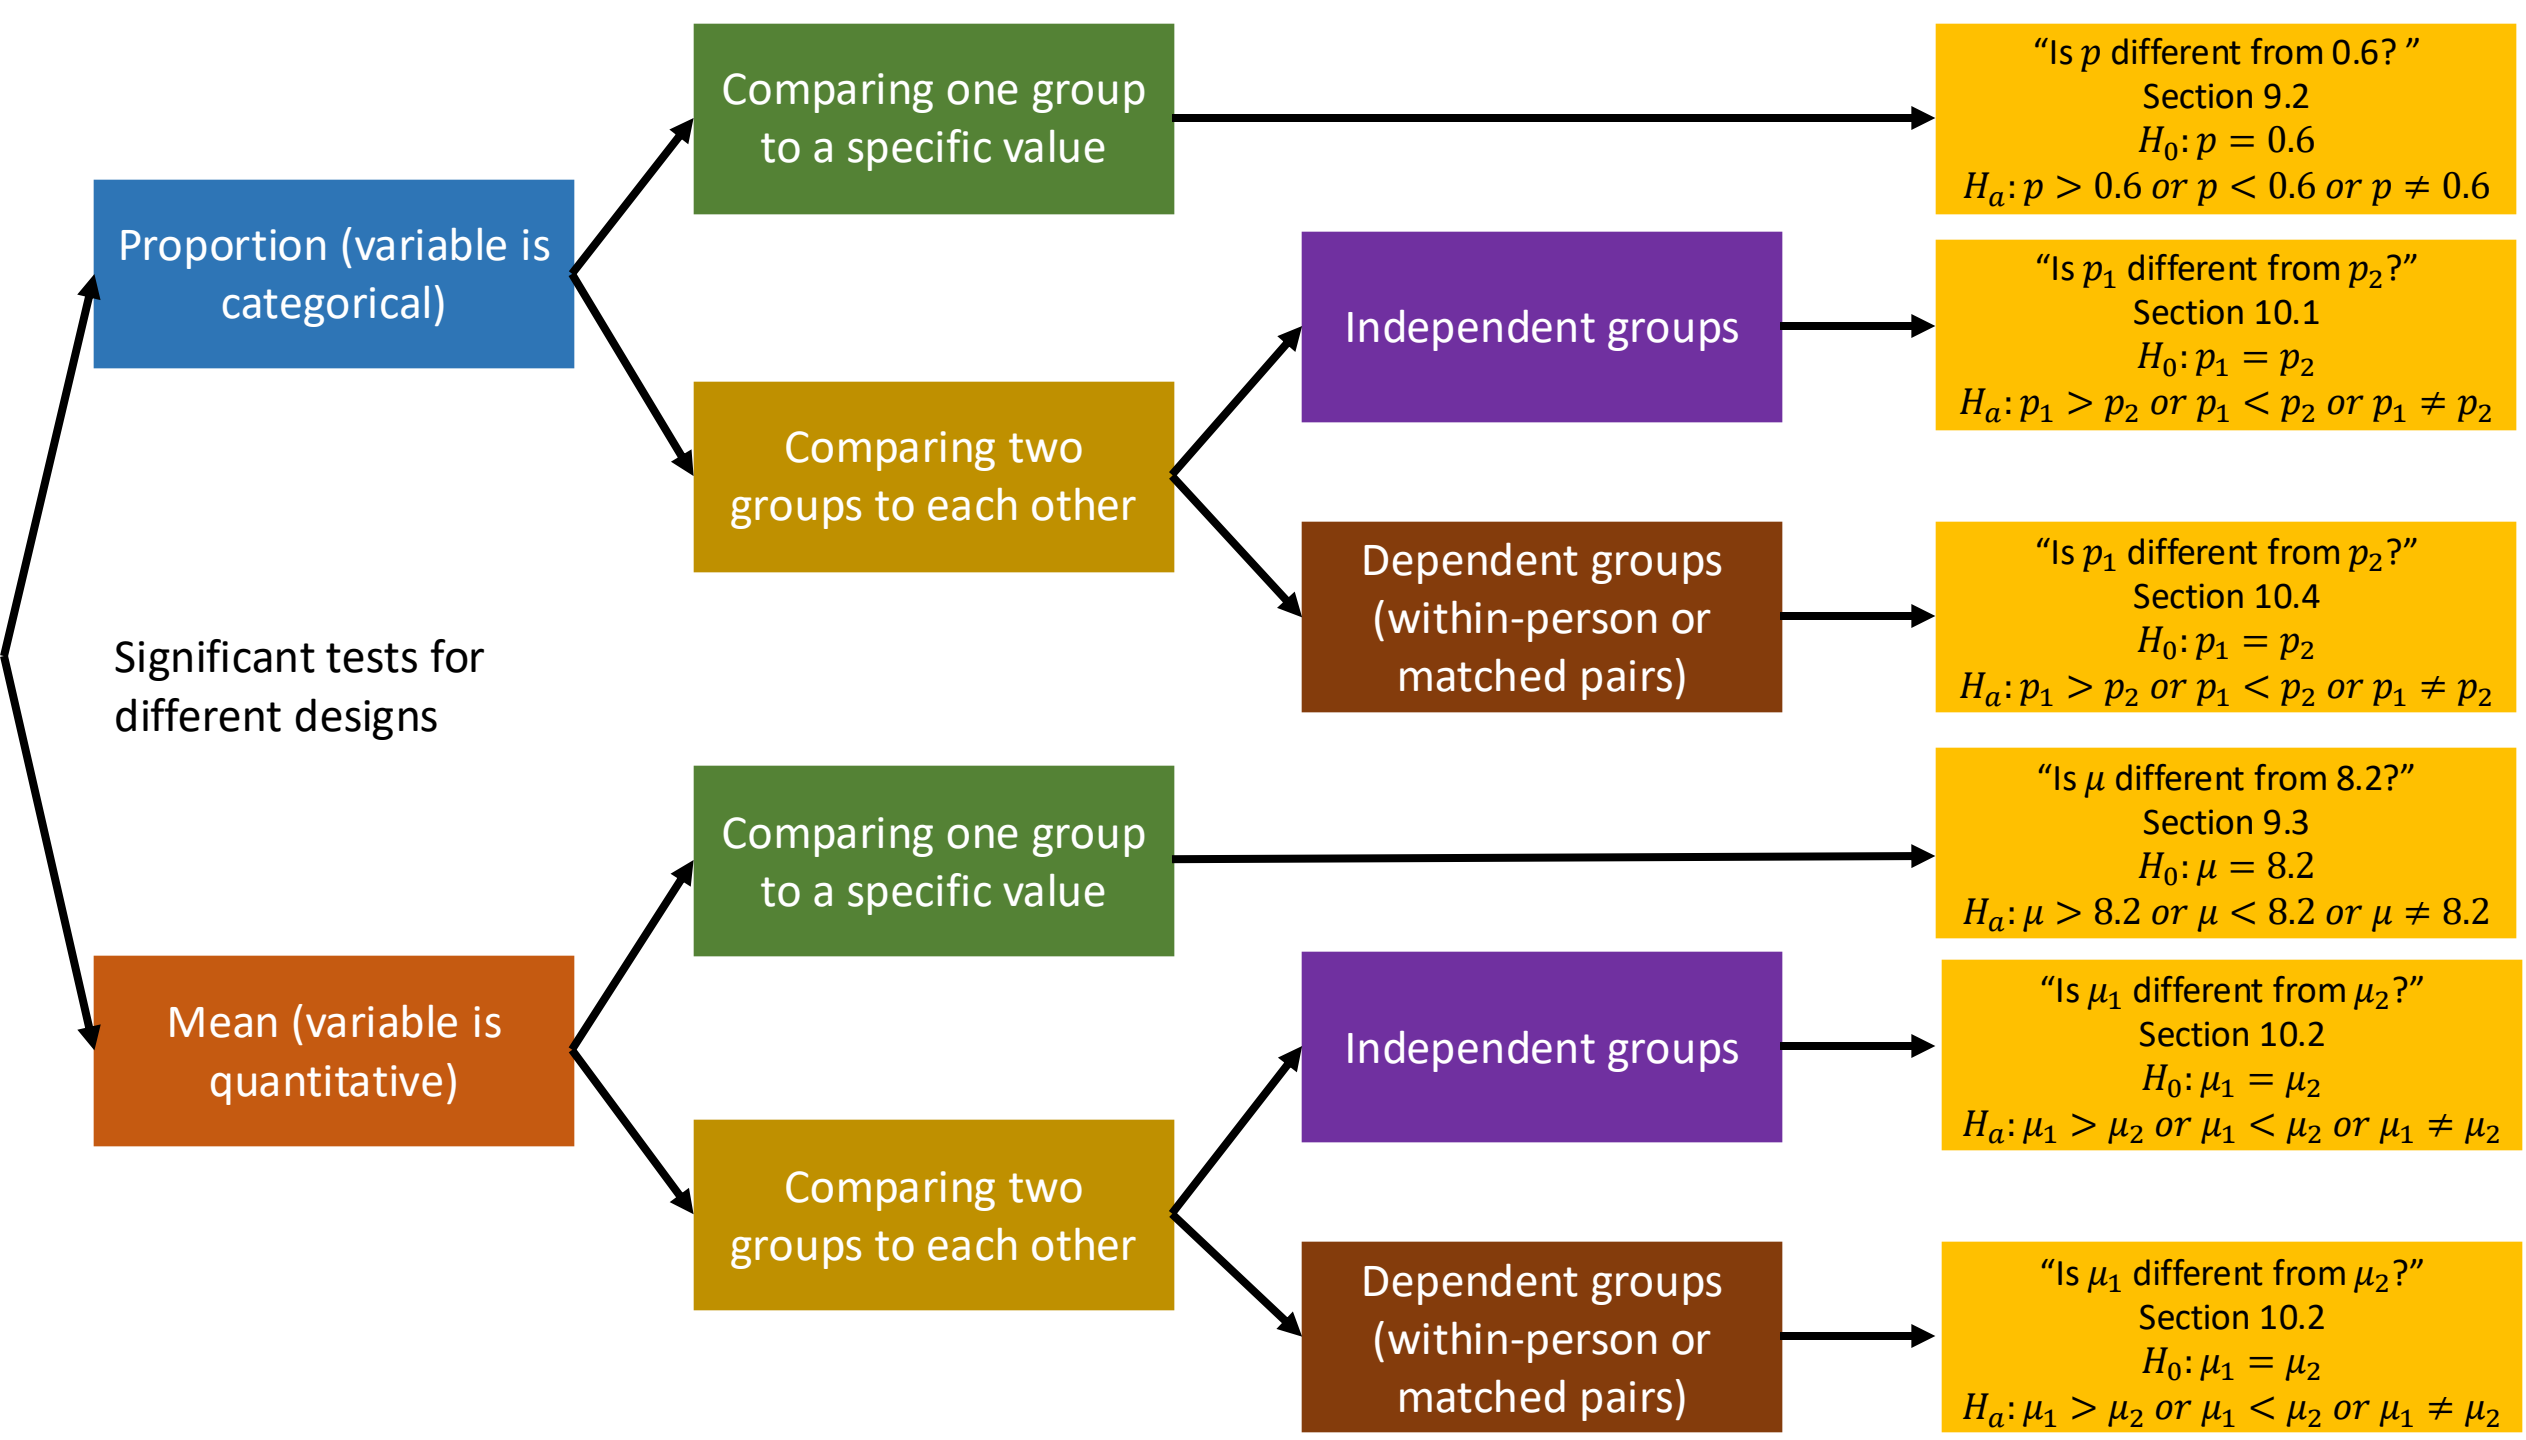 Significant tests for
different designs
Proportion (variable is
categorical)
Comparing one group
to a specific value
“Is p different from 0.6? ”
Section 9.2
H₀: p = 0.6
Hₐ: p > 0.6 or p < 0.6 or p ≠ 0.6
Comparing two
groups to each other
Independent groups
“Is p₁ different from p₂?”
Section 10.1
H₀: p₁ = p₂
Hₐ: p₁ > p₂ or p₁ < p₂ or p₁ ≠ p₂
Dependent groups
(within-person or
matched pairs)
“Is p₁ different from p₂?”
Section 10.4
H₀: p₁ = p₂
Hₐ: p₁ > p₂ or p₁ < p₂ or p₁ ≠ p₂
Mean (variable is
quantitative)
Comparing one group
to a specific value
“Is μ different from 8.2?”
Section 9.3
H₀: μ = 8.2
Hₐ: μ > 8.2 or μ < 8.2 or μ ≠ 8.2
Comparing two
groups to each other
Independent groups
“Is μ₁ different from μ₂?”
Section 10.2
H₀: μ₁ = μ₂
Hₐ: μ₁ > μ₂ or μ₁ < μ₂ or μ₁ ≠ μ₂
Dependent groups
(within-person or
matched pairs)
“Is μ₁ different from μ₂?”
Section 10.2
H₀: μ₁ = μ₂
Hₐ: μ₁ > μ₂ or μ₁ < μ₂ or μ₁ ≠ μ₂